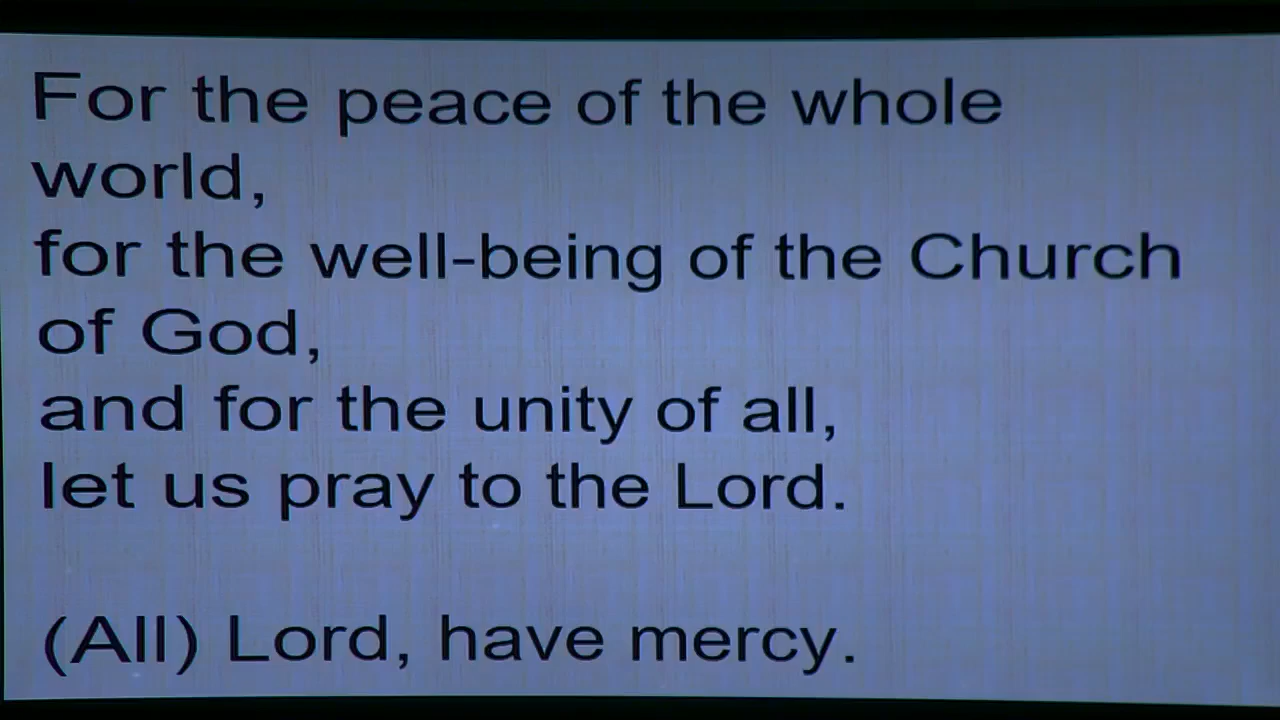 For the peace of the whole
world,
for the well-being of the Church
of God,
and for the unity of all,
let us pray to the Lord.
(All) Lord, have mercy.